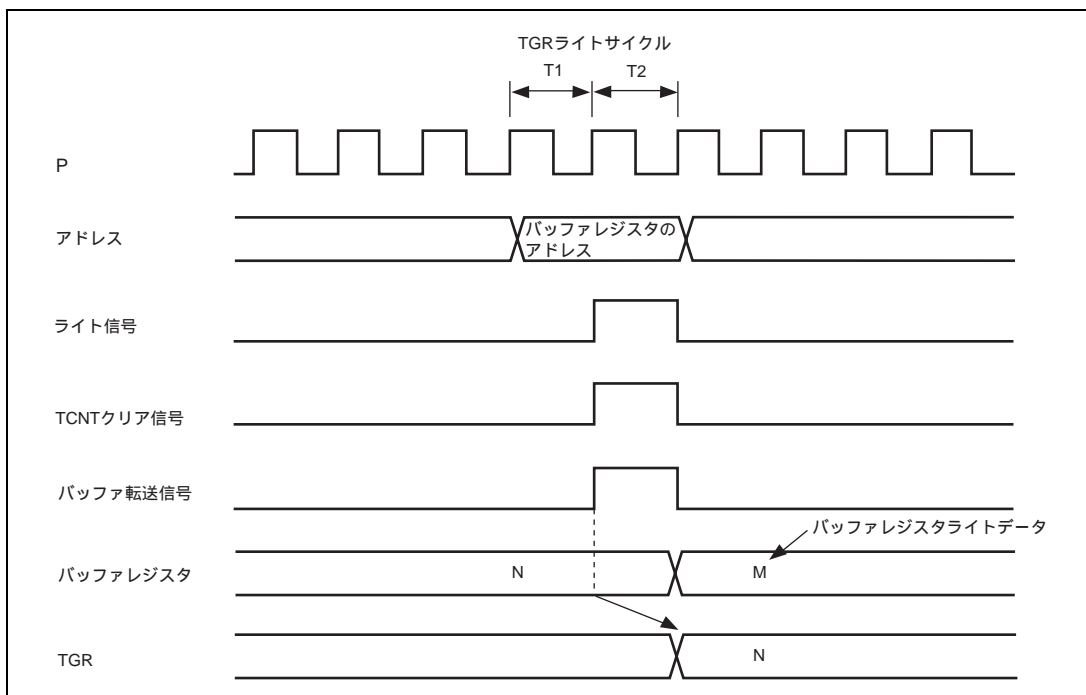 TGRライトサイクル
T1 T2
P
アドレス
バッファレジスタの
アドレス
ライト信号
TCNTクリア信号
バッファ転送信号
バッファレジスタライトデータ
バッファレジスタ
N
M
TGR
N